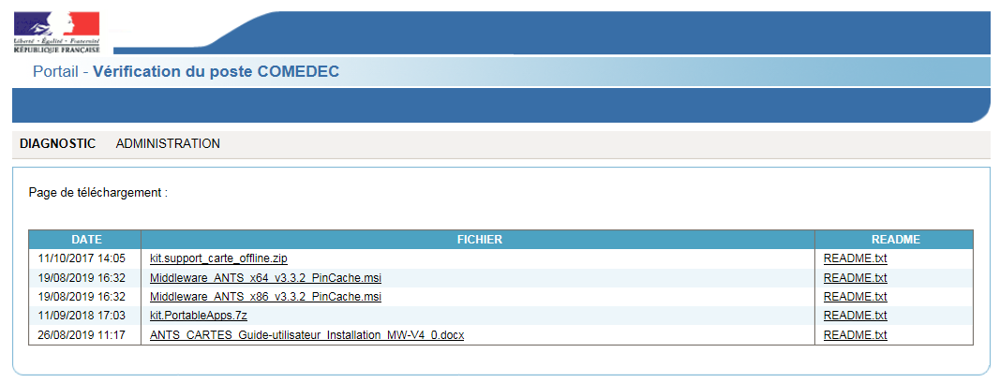 Liberté • Égalité • Fraternité
RÉPUBLIQUE FRANÇAISE
Portail - Vérification du poste COMEDEC
DIAGNOSTIC ADMINISTRATION
Page de téléchargement :
DATE FICHIER README
11/10/2017 14:05 kit.support_carte_offline.zip README.txt
19/08/2019 16:32 Middleware_ANTS_x64_v3.3.2_PinCache.msi README.txt
19/08/2019 16:32 Middleware_ANTS_x86_v3.3.2_PinCache.msi README.txt
11/09/2018 17:03 kit.PortableApps.7z README.txt
26/08/2019 11:17 ANTS_CARTES_Guide-utilisateur_Installation_MW-V4_0.docx README.txt